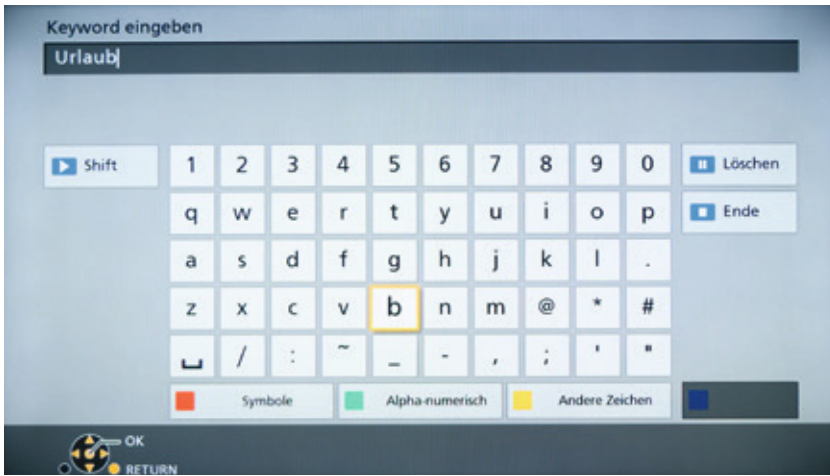 Keyword eingeben
Urlaub
Shift 1 2 3 4 5 6 7 8 9 0 Löschen
q w e r t y u i o p Ende
a s d f g h j k l .
z x c v b n m @ * #
␣ / : ~ _ - , ; ' "
Symbole Alpha-numerisch Andere Zeichen
OK
RETURN